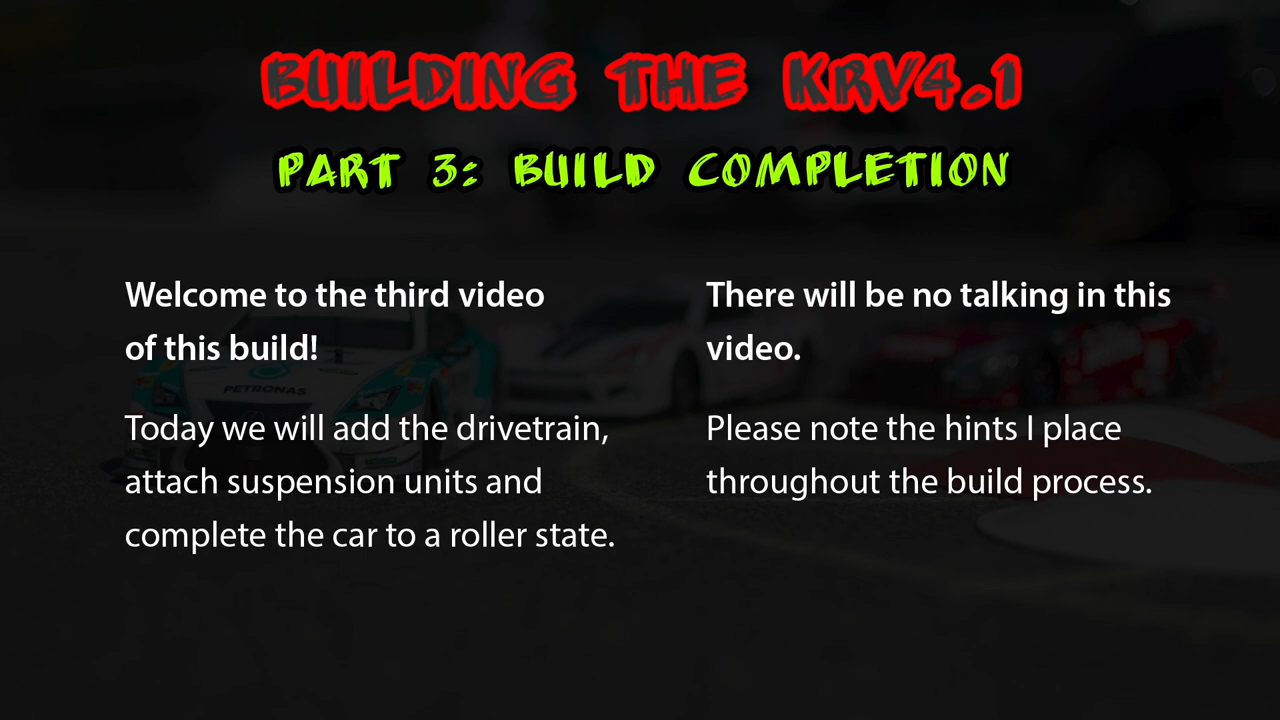 BUILDING THE KRV4.1
PART 3: BUILD COMPLETION
Welcome to the third video
of this build!
Today we will add the drivetrain,
attach suspension units and
complete the car to a roller state.
There will be no talking in this
video.
Please note the hints I place
throughout the build process.
PETRONAS